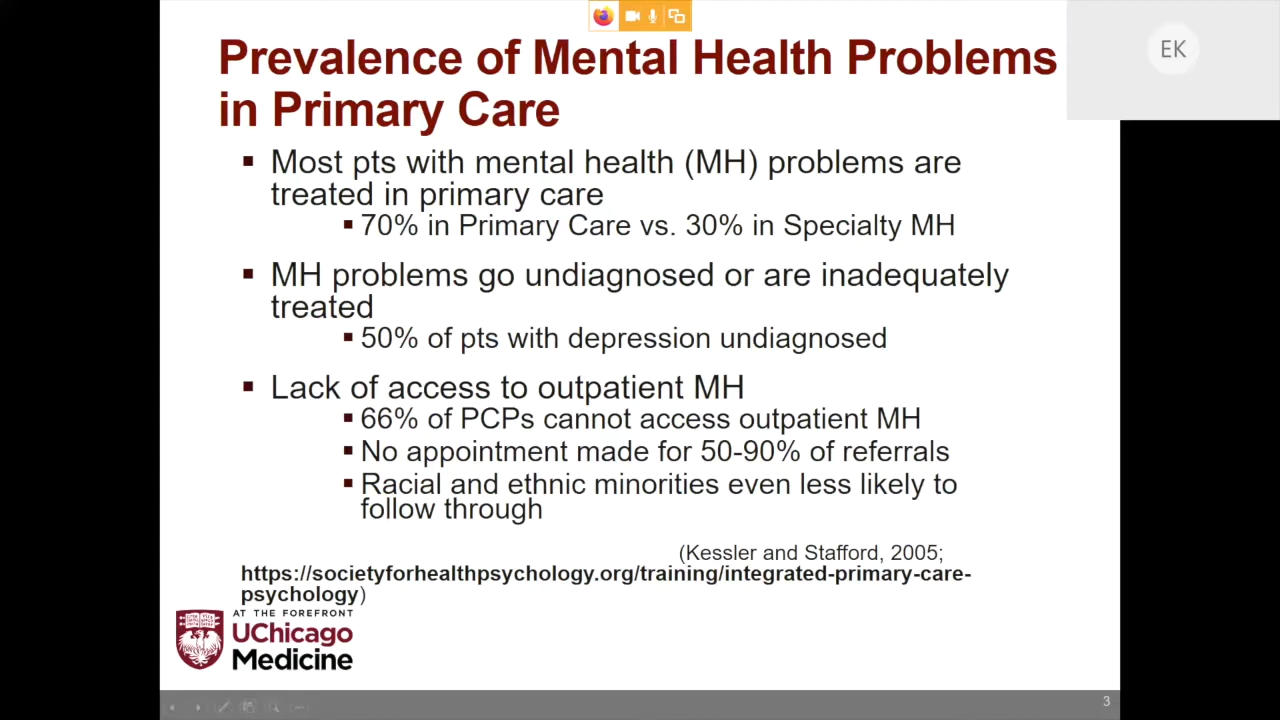 EK
Prevalence of Mental Health Problems
in Primary Care
▪ Most pts with mental health (MH) problems are
treated in primary care
▪ 70% in Primary Care vs. 30% in Specialty MH
▪ MH problems go undiagnosed or are inadequately
treated
▪ 50% of pts with depression undiagnosed
▪ Lack of access to outpatient MH
▪ 66% of PCPs cannot access outpatient MH
▪ No appointment made for 50-90% of referrals
▪ Racial and ethnic minorities even less likely to
follow through
(Kessler and Stafford, 2005;
https://societyforhealthpsychology.org/training/integrated-primary-care-
psychology)
AT THE FOREFRONT
UChicago
Medicine
3